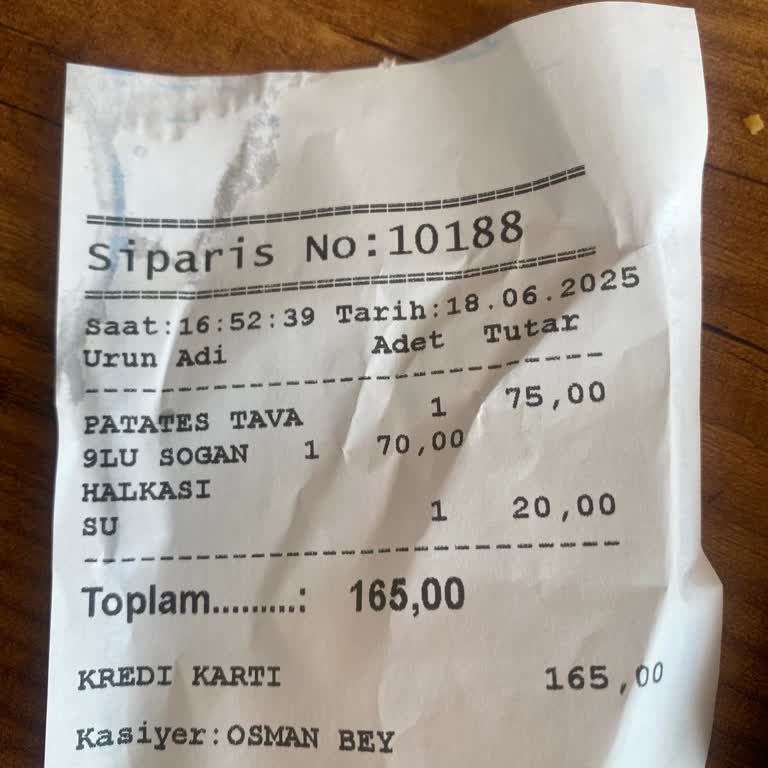 ==============================
Siparis No:10188
==============================
Saat:16:52:39 Tarih:18.06.2025
Urun Adi Adet Tutar
------------------------------
PATATES TAVA 1 75,00
9LU SOGAN 1 70,00
HALKASI
SU 1 20,00
------------------------------
Toplam.........: 165,00
KREDI KARTI 165,00
Kasiyer:OSMAN BEY